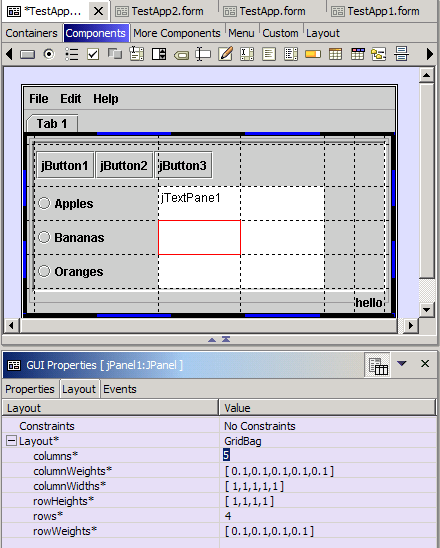 *TestApp... TestApp2.form TestApp.form TestApp1.form
Containers Components More Components Menu Custom Layout
File Edit Help
Tab 1
jButton1 jButton2 jButton3
Apples jTextPane1
Bananas
Oranges
hello
GUI Properties [ jPanel1:JPanel ]
Properties Layout Events
Layout Value
Constraints No Constraints
Layout* GridBag
columns* 5
columnWeights* [ 0.1,0.1,0.1,0.1,0.1 ]
columnWidths* [ 1,1,1,1,1 ]
rowHeights* [ 1,1,1,1 ]
rows* 4
rowWeights* [ 0.1,0.1,0.1,0.1 ]